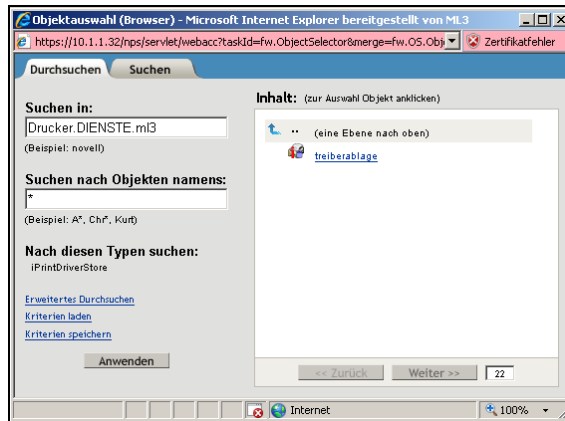 Objektauswahl (Browser) - Microsoft Internet Explorer bereitgestellt von ML3
https://10.1.1.32/nps/servlet/webacc?taskId=fw.ObjectSelector&merge=fw.OS.Obj
Zertifikatfehler
Durchsuchen
Suchen
Suchen in:
Drucker.DIENSTE.ml3
(Beispiel: novell)
Suchen nach Objekten namens:
*
(Beispiel: A*, Chr*, Kurt)
Nach diesen Typen suchen:
iPrintDriverStore
Erweitertes Durchsuchen
Kriterien laden
Kriterien speichern
Anwenden
Inhalt: (zur Auswahl Objekt anklicken)
.. (eine Ebene nach oben)
treiberablage
<< Zurück
Weiter >>
22
Internet
100%